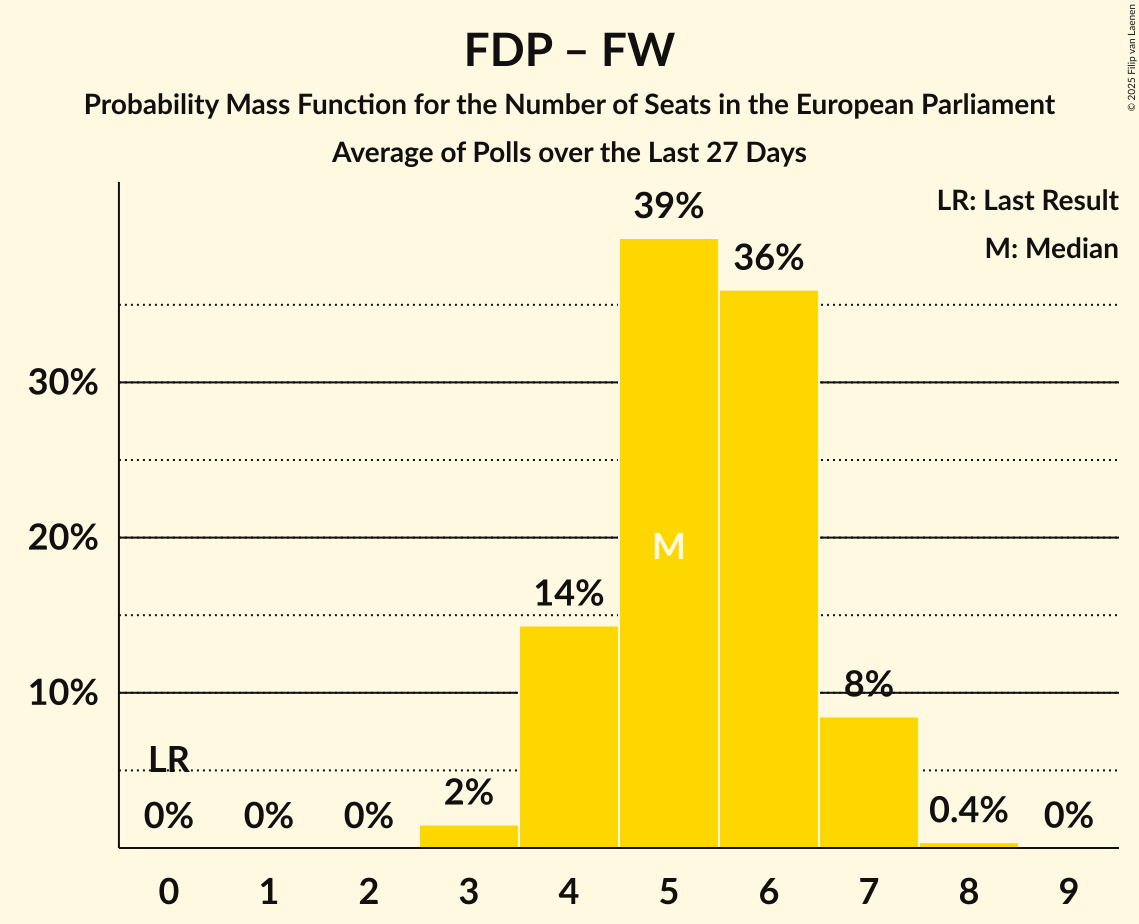 FDP – FW
Probability Mass Function for the Number of Seats in the European Parliament
Average of Polls over the Last 27 Days
© 2025 Filip van Laenen
LR: Last Result
M: Median
39%
36%
30%
20%
M
14%
10%
8%
LR
2%
0.4%
0%
0%
0%
0%
0
1
2
3
4
5
6
7
8
9